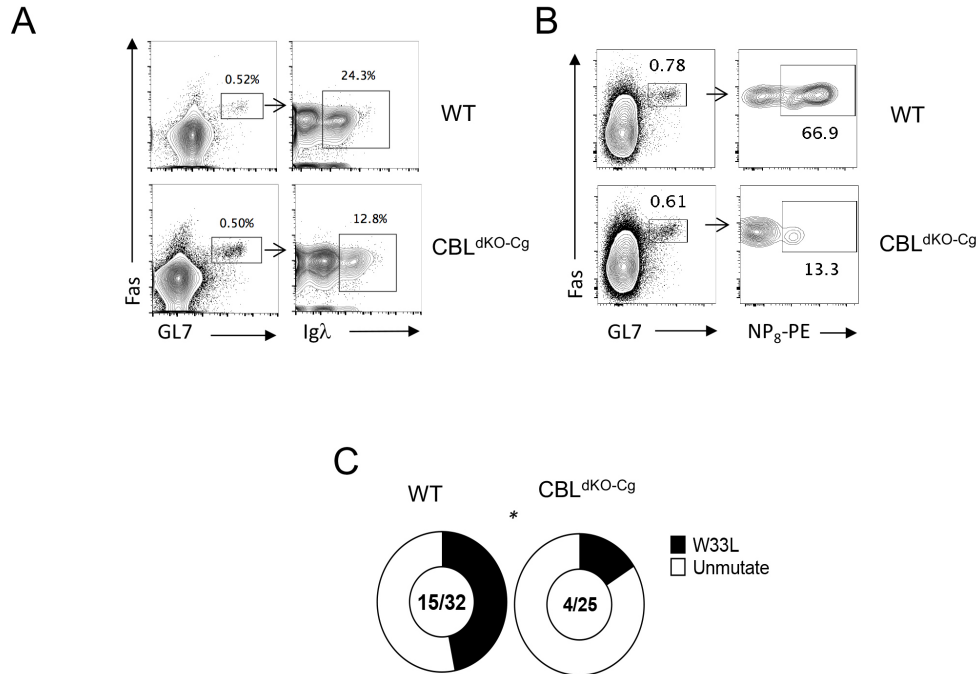 A
0.52%
24.3%
WT
0.50%
12.8%
CBL^dKO-Cg
Fas
GL7
Igλ
B
0.78
66.9
WT
0.61
13.3
CBL^dKO-Cg
Fas
GL7
NP₈-PE
C
WT
CBL^dKO-Cg
*
15/32
4/25
W33L
Unmutate